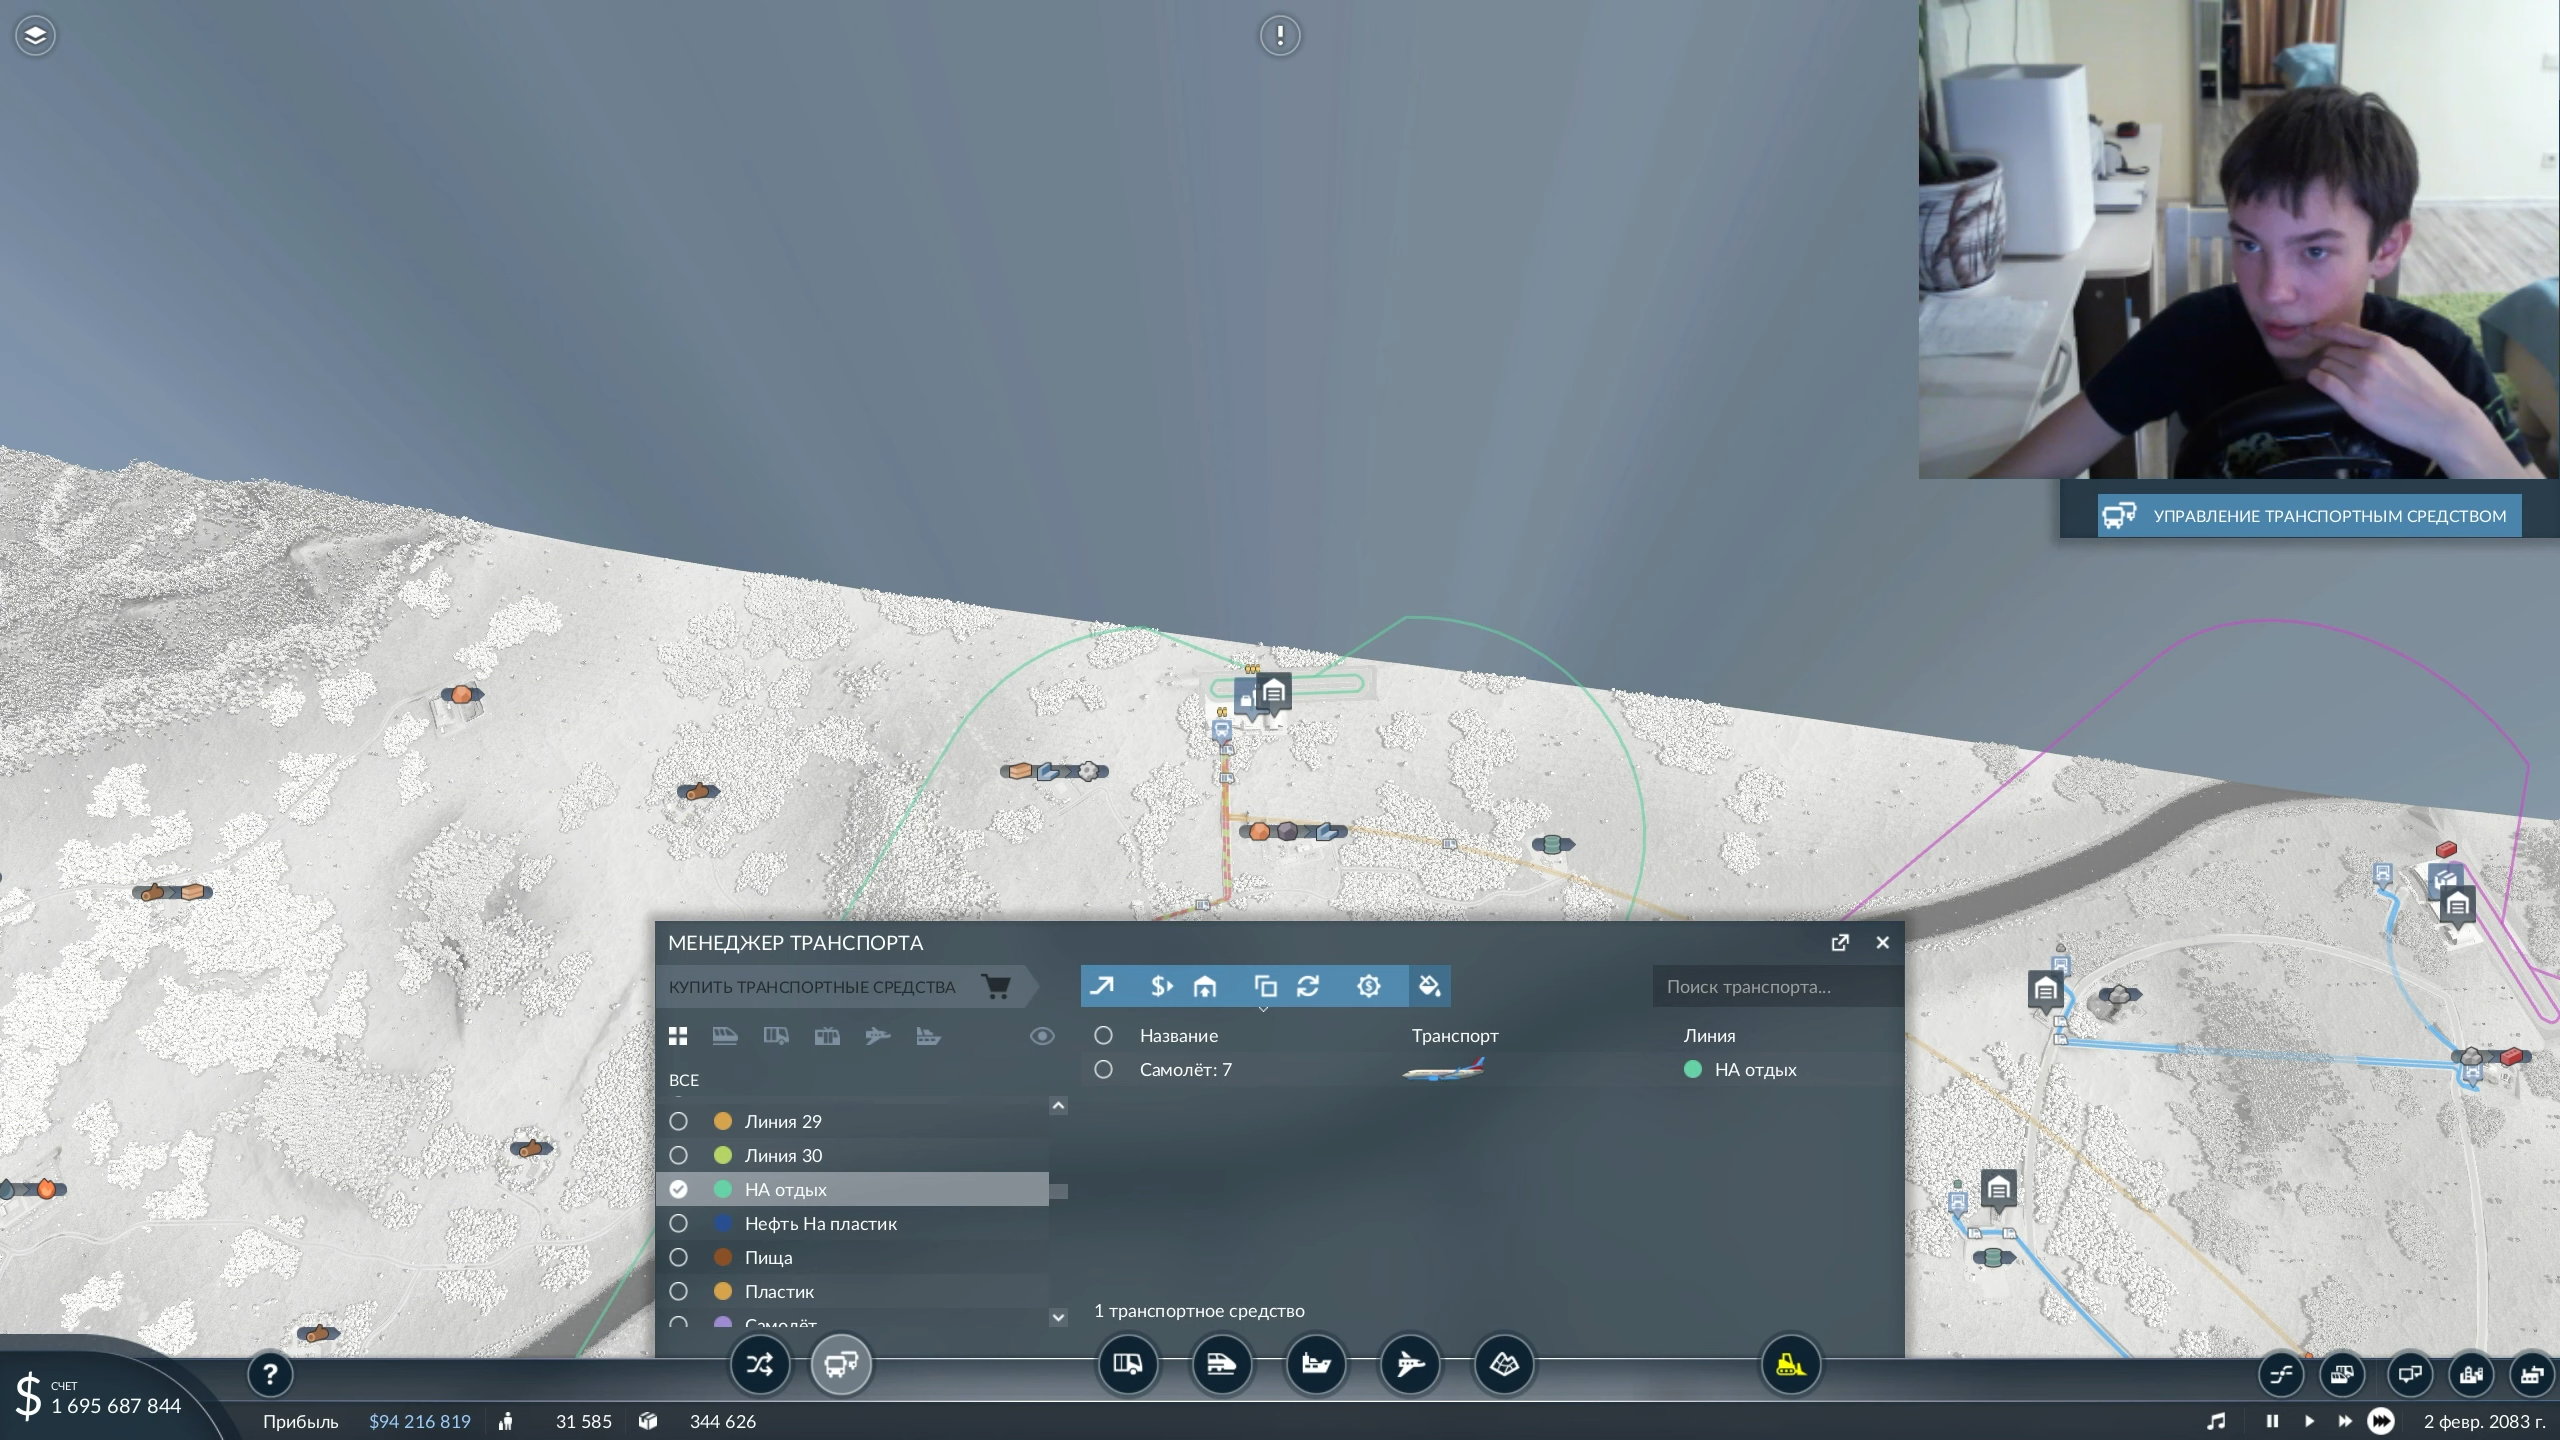 УПРАВЛЕНИЕ ТРАНСПОРТНЫМ СРЕДСТВОМ
МЕНЕДЖЕР ТРАНСПОРТА
КУПИТЬ ТРАНСПОРТНЫЕ СРЕДСТВА
Поиск транспорта...
Название Транспорт Линия
Самолёт: 7 НА отдых
ВСЕ
Линия 29
Линия 30
НА отдых
Нефть На пластик
Пища
Пластик
Самолёт
1 транспортное средство
СЧЕТ
1 695 687 844
Прибыль $94 216 819 31 585 344 626
2 февр. 2083 г.